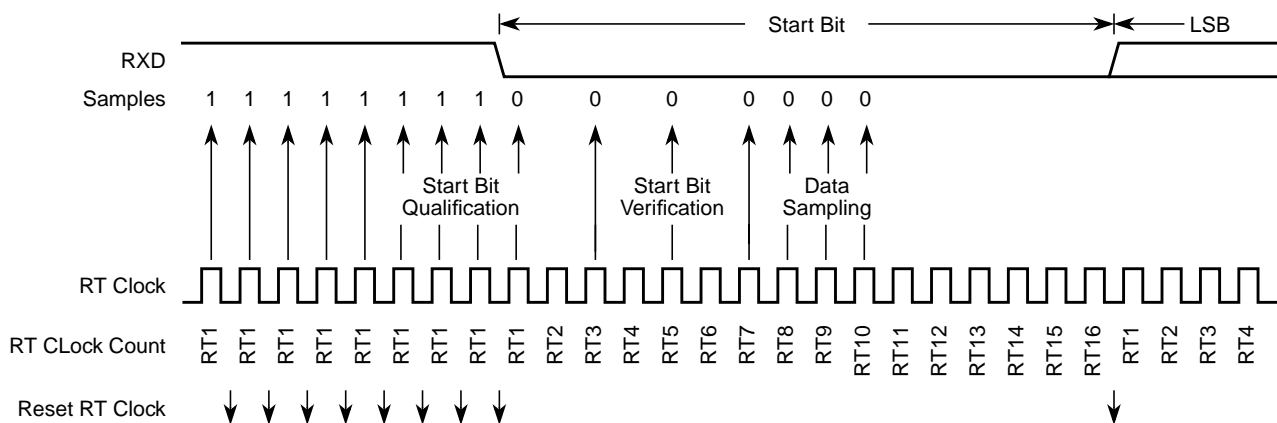 Start Bit LSB
RXD
Samples 1 1 1 1 1 1 1 1 0 0 0 0 0 0 0
Start Bit Start Bit Data
Qualification Verification Sampling
RT Clock
RT CLock Count RT1 RT1 RT1 RT1 RT1 RT1 RT1 RT1 RT1 RT2 RT3 RT4 RT5 RT6 RT7 RT8 RT9 RT10 RT11 RT12 RT13 RT14 RT15 RT16 RT1 RT2 RT3 RT4
Reset RT Clock